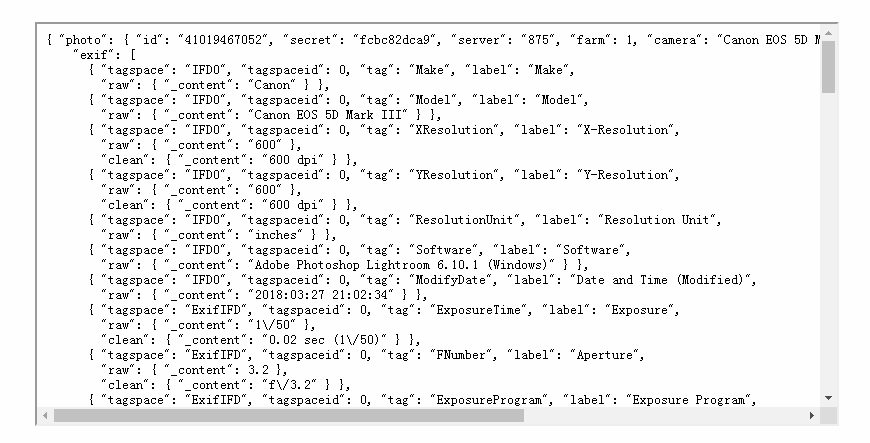 { "photo": { "id": "41019467052", "secret": "fcbc82dca9", "server": "875", "farm": 1, "camera": "Canon EOS 5D M
"exif": [
{ "tagspace": "IFD0", "tagspaceid": 0, "tag": "Make", "label": "Make",
"raw": { "_content": "Canon" } },
{ "tagspace": "IFD0", "tagspaceid": 0, "tag": "Model", "label": "Model",
"raw": { "_content": "Canon EOS 5D Mark III" } },
{ "tagspace": "IFD0", "tagspaceid": 0, "tag": "XResolution", "label": "X-Resolution",
"raw": { "_content": "600" },
"clean": { "_content": "600 dpi" } },
{ "tagspace": "IFD0", "tagspaceid": 0, "tag": "YResolution", "label": "Y-Resolution",
"raw": { "_content": "600" },
"clean": { "_content": "600 dpi" } },
{ "tagspace": "IFD0", "tagspaceid": 0, "tag": "ResolutionUnit", "label": "Resolution Unit",
"raw": { "_content": "inches" } },
{ "tagspace": "IFD0", "tagspaceid": 0, "tag": "Software", "label": "Software",
"raw": { "_content": "Adobe Photoshop Lightroom 6.10.1 (Windows)" } },
{ "tagspace": "IFD0", "tagspaceid": 0, "tag": "ModifyDate", "label": "Date and Time (Modified)",
"raw": { "_content": "2018:03:27 21:02:34" } },
{ "tagspace": "ExifIFD", "tagspaceid": 0, "tag": "ExposureTime", "label": "Exposure",
"raw": { "_content": "1\/50" },
"clean": { "_content": "0.02 sec (1\/50)" } },
{ "tagspace": "ExifIFD", "tagspaceid": 0, "tag": "FNumber", "label": "Aperture",
"raw": { "_content": 3.2 },
"clean": { "_content": "f\/3.2" } },
{ "tagspace": "ExifIFD", "tagspaceid": 0, "tag": "ExposureProgram", "label": "Exposure Program",